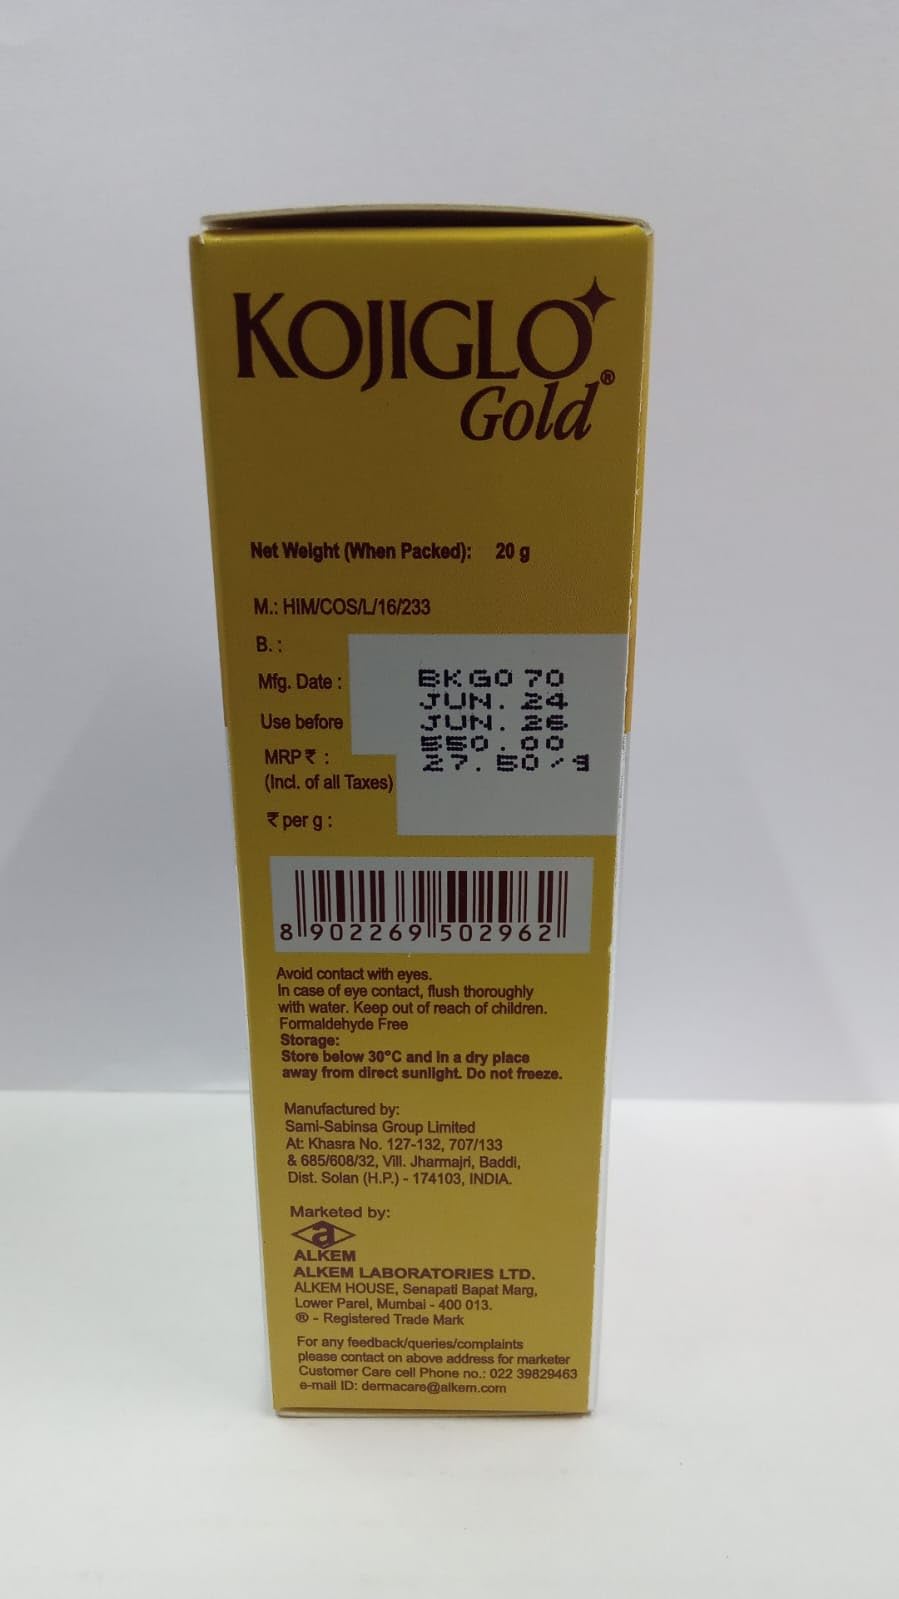 KOJIGLO
Gold®
Net Weight (When Packed): 20 g
M.: HIM/COS/L/16/233
B. :
Mfg. Date :
Use before
MRP ₹ :
(Incl. of all Taxes)
₹ per g :
BKG070
JUN. 24
JUN. 26
550.00
27.50/g
8 902269 502962
Avoid contact with eyes.
In case of eye contact, flush thoroughly
with water. Keep out of reach of children.
Formaldehyde Free
Storage:
Store below 30°C and in a dry place
away from direct sunlight. Do not freeze.
Manufactured by:
Sami-Sabinsa Group Limited
At: Khasra No. 127-132, 707/133
& 685/608/32, Vill. Jharmajri, Baddi,
Dist. Solan (H.P.) - 174103, INDIA.
Marketed by:
a
ALKEM
ALKEM LABORATORIES LTD.
ALKEM HOUSE, Senapati Bapat Marg,
Lower Parel, Mumbai - 400 013.
® - Registered Trade Mark
For any feedback/queries/complaints
please contact on above address for marketer
Customer Care cell Phone no.: 022 39829463
e-mail ID: dermacare@alkem.com